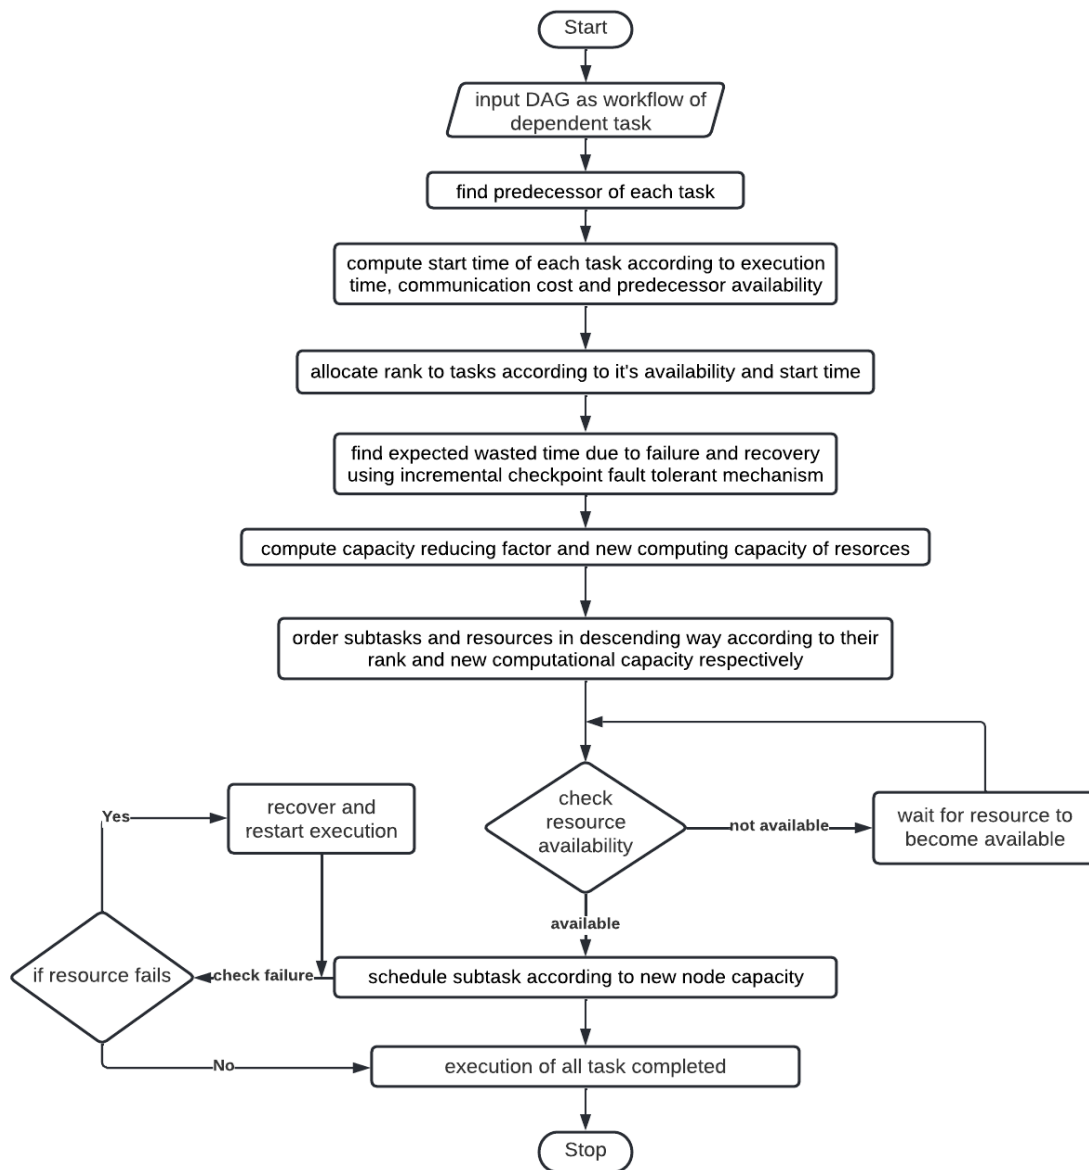 Start
input DAG as workflow of
dependent task
find predecessor of each task
compute start time of each task according to execution
time, communication cost and predecessor availability
allocate rank to tasks according to it's availability and start time
find expected wasted time due to failure and recovery
using incremental checkpoint fault tolerant mechanism
compute capacity reducing factor and new computing capacity of resorces
order subtasks and resources in descending way according to their
rank and new computational capacity respectively
check
resource
availability
not available
wait for resource to
become available
available
Yes
recover and
restart execution
if resource fails
check failure
schedule subtask according to new node capacity
No
execution of all task completed
Stop